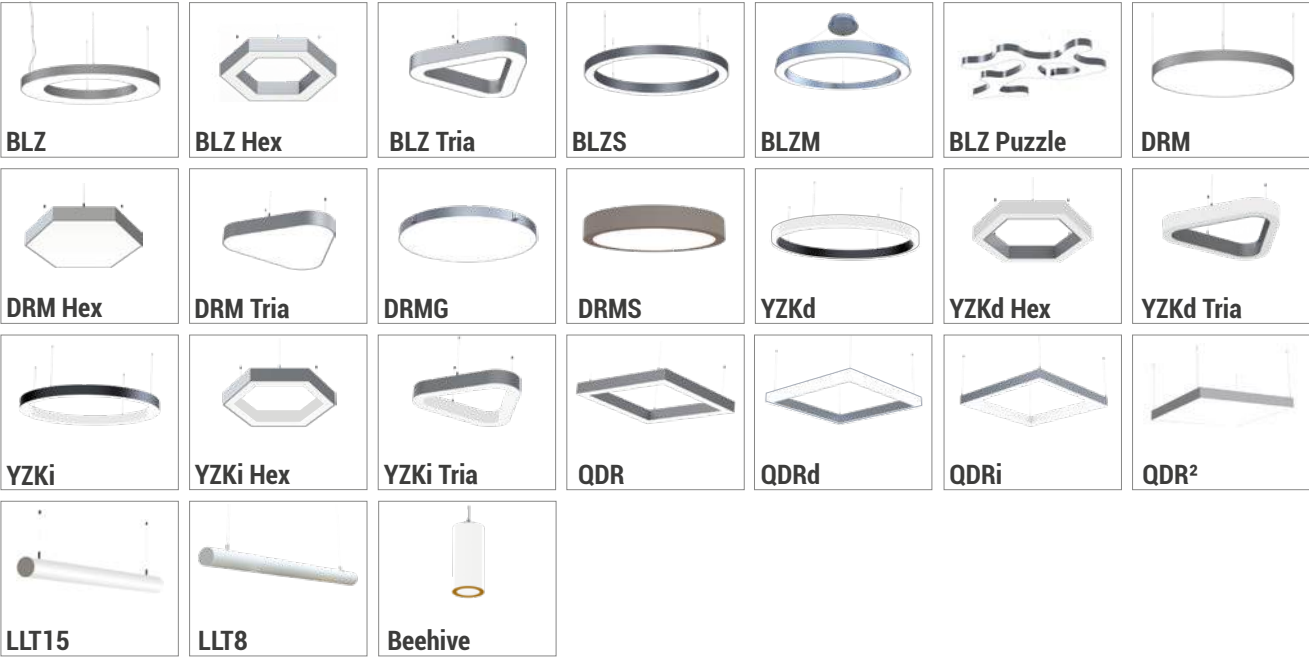 BLZ
BLZ Hex
BLZ Tria
BLZS
BLZM
BLZ Puzzle
DRM
DRM Hex
DRM Tria
DRMG
DRMS
YZKd
YZKd Hex
YZKd Tria
YZKi
YZKi Hex
YZKi Tria
QDR
QDRd
QDRi
QDR²
LLT15
LLT8
Beehive